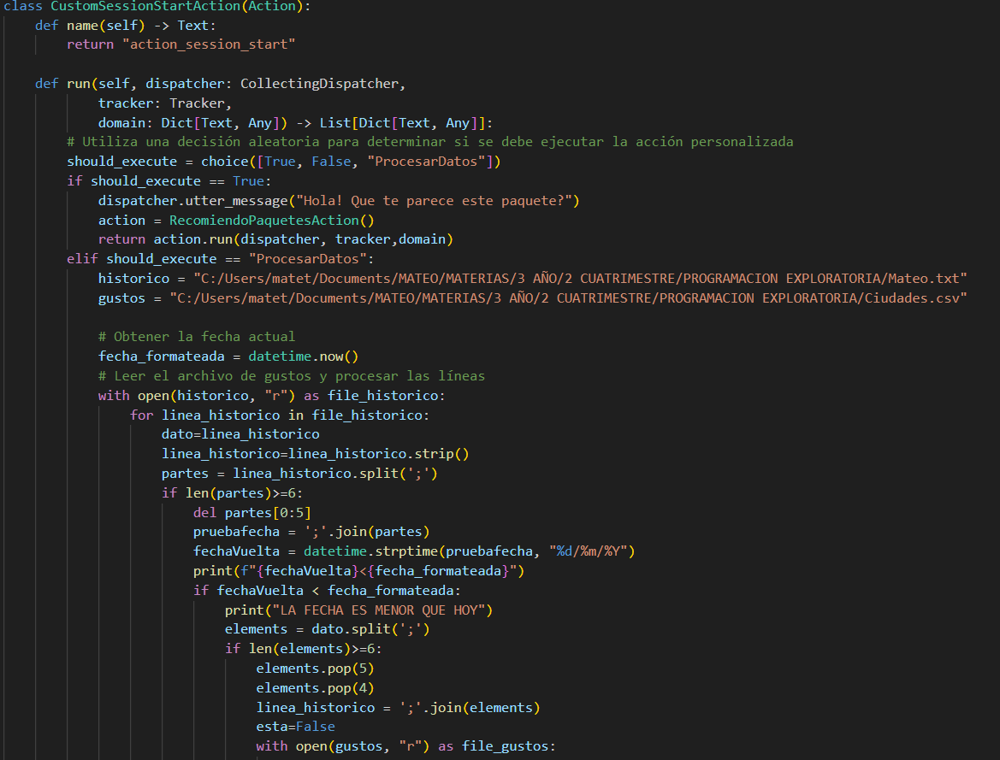 class CustomSessionStartAction(Action):
    def name(self) -> Text:
        return "action_session_start"

    def run(self, dispatcher: CollectingDispatcher,
            tracker: Tracker,
            domain: Dict[Text, Any]) -> List[Dict[Text, Any]]:
        # Utiliza una decisión aleatoria para determinar si se debe ejecutar la acción personalizada
        should_execute = choice([True, False, "ProcesarDatos"])
        if should_execute == True:
            dispatcher.utter_message("Hola! Que te parece este paquete?")
            action = RecomiendoPaquetesAction()
            return action.run(dispatcher, tracker,domain)
        elif should_execute == "ProcesarDatos":
            historico = "C:/Users/matet/Documents/MATEO/MATERIAS/3 AÑO/2 CUATRIMESTRE/PROGRAMACION EXPLORATORIA/Mateo.txt"
            gustos = "C:/Users/matet/Documents/MATEO/MATERIAS/3 AÑO/2 CUATRIMESTRE/PROGRAMACION EXPLORATORIA/Ciudades.csv"

            # Obtener la fecha actual
            fecha_formateada = datetime.now()
            # Leer el archivo de gustos y procesar las líneas
            with open(historico, "r") as file_historico:
                for linea_historico in file_historico:
                    dato=linea_historico
                    linea_historico=linea_historico.strip()
                    partes = linea_historico.split(';')
                    if len(partes)>=6:
                        del partes[0:5]
                        pruebafecha = ';'.join(partes)
                        fechaVuelta = datetime.strptime(pruebafecha, "%d/%m/%Y")
                        print(f"{fechaVuelta}<{fecha_formateada}")
                        if fechaVuelta < fecha_formateada:
                            print("LA FECHA ES MENOR QUE HOY")
                            elements = dato.split(';')
                            if len(elements)>=6:
                                elements.pop(5)
                                elements.pop(4)
                                linea_historico = ';'.join(elements)
                                esta=False
                                with open(gustos, "r") as file_gustos: